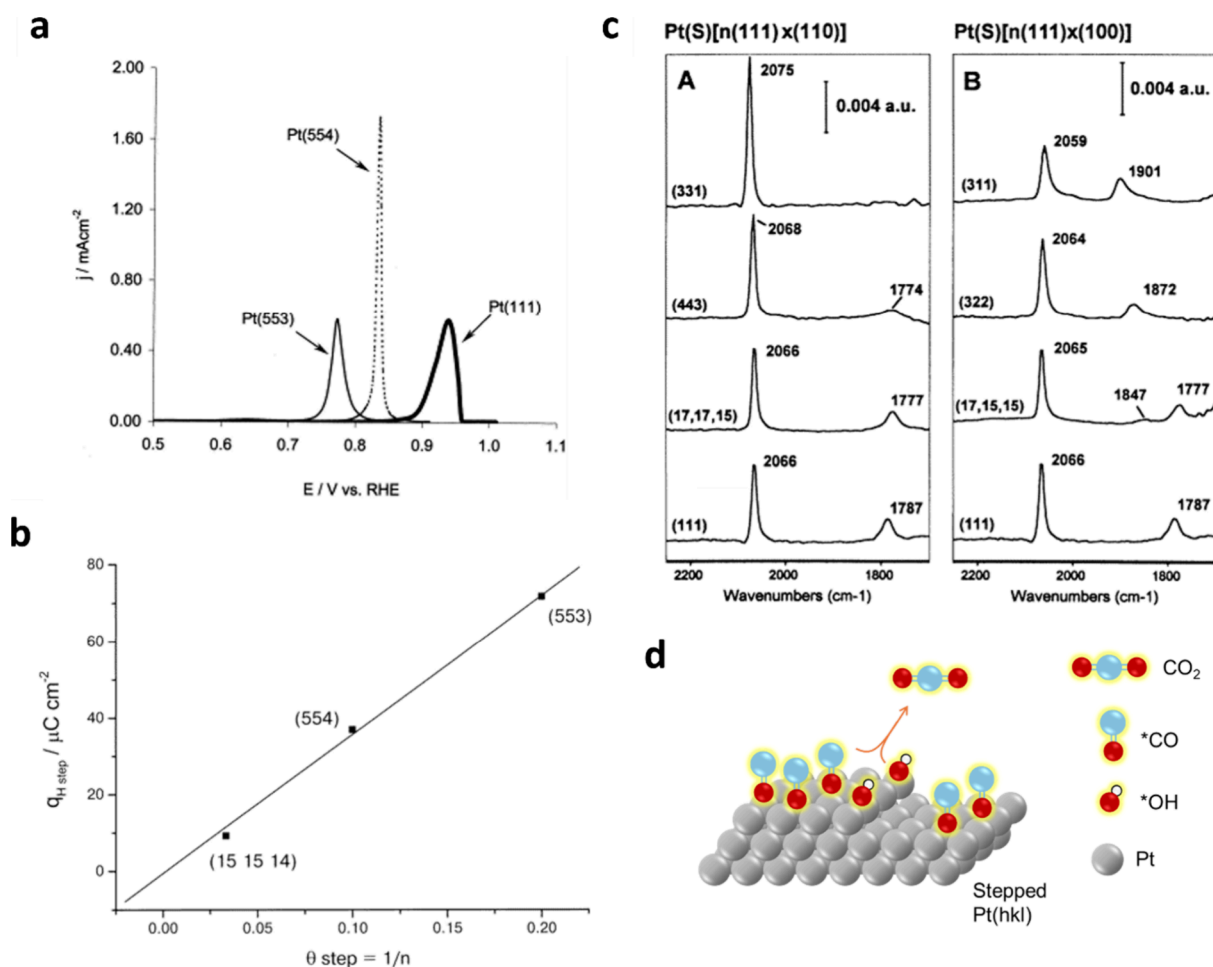 a
2.00
1.60
1.20
0.80
0.40
0.00
j / mAcm⁻²
Pt(554)
Pt(553)
Pt(111)
0.5 0.6 0.7 0.8 0.9 1.0 1.1
E / V vs. RHE
b
80
60
40
20
0
q H step / μC cm⁻²
(553)
(554)
(15 15 14)
0.00 0.05 0.10 0.15 0.20
θ step = 1/n
c
Pt(S)[n(111)x(110)]
A
2075
0.004 a.u.
(331)
2068
1774
(443)
2066
1777
(17,17,15)
2066
1787
(111)
2250 2000 1800
Wavenumbers (cm-1)
Pt(S)[n(111)x(100)]
B
0.004 a.u.
2059
1901
(311)
2064
1872
(322)
2065
1847
1777
(17,15,15)
2066
1787
(111)
2250 2000 1800
Wavenumbers (cm-1)
d
CO₂
*CO
*OH
Pt
Stepped
Pt(hkl)